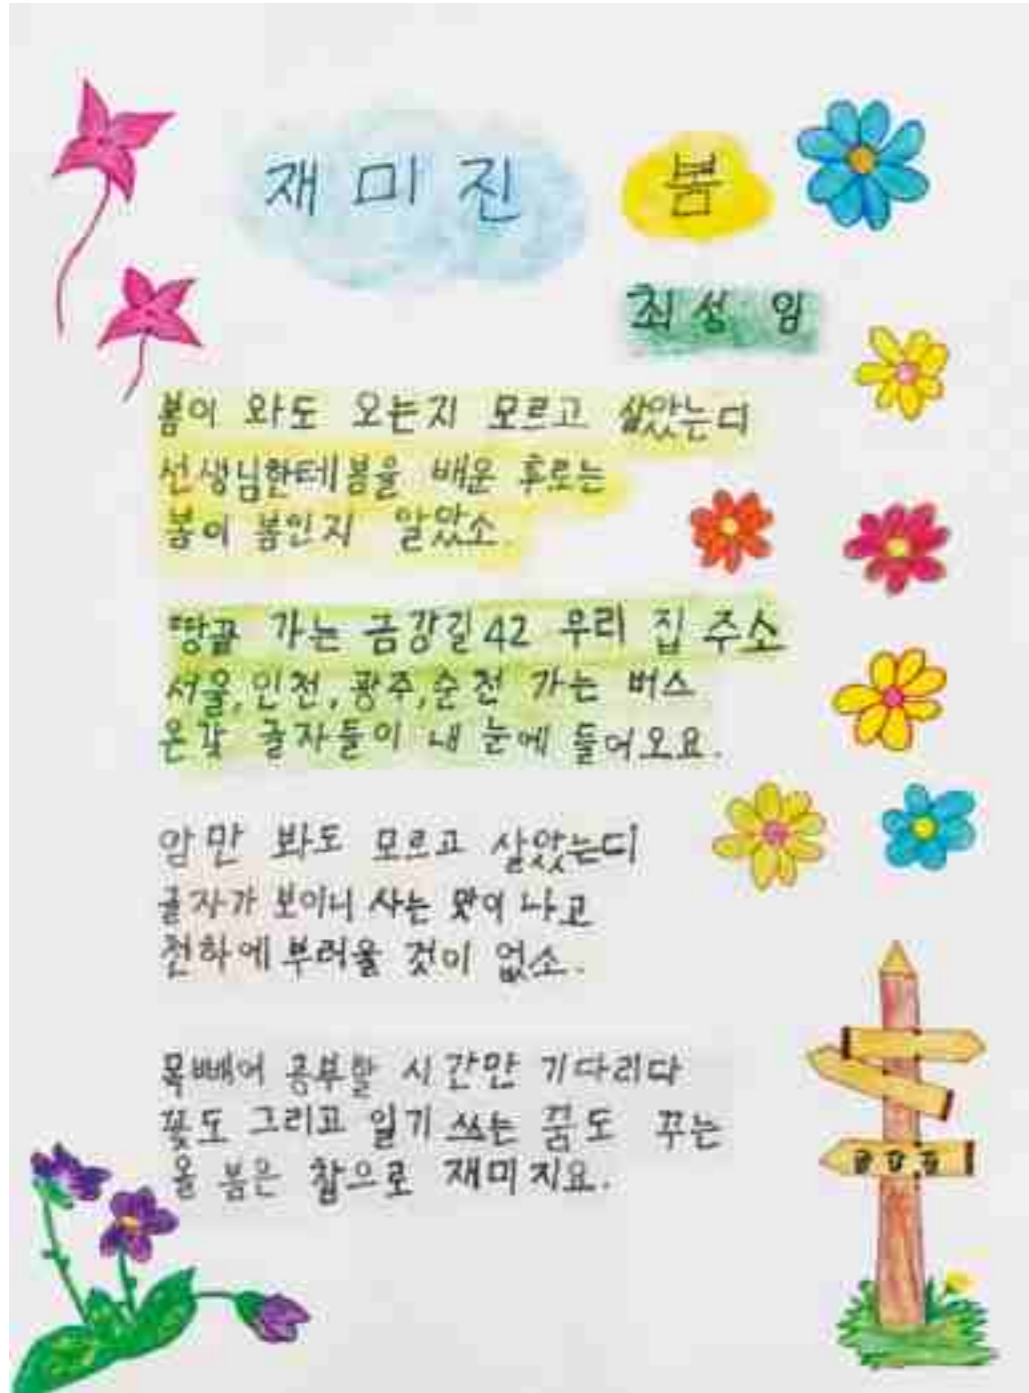 재미진 봄
최성임
봄이 와도 오는지 모르고 살았는디
선생님한테 봄을 배운 후로는
봄이 봄인지 알았소.
땅끝 가는 금강길 42 우리 집 주소
서울, 인천, 광주, 순천 가는 버스
온갖 글자들이 내 눈에 들어오요.
암만 봐도 모르고 살았는디
글자가 보이니 사는 맛이 나고
천하에 부러울 것이 없소.
목빼어 공부할 시간만 기다리다
꽃도 그리고 일기 쓰는 꿈도 꾸는
올 봄은 참으로 재미지요.